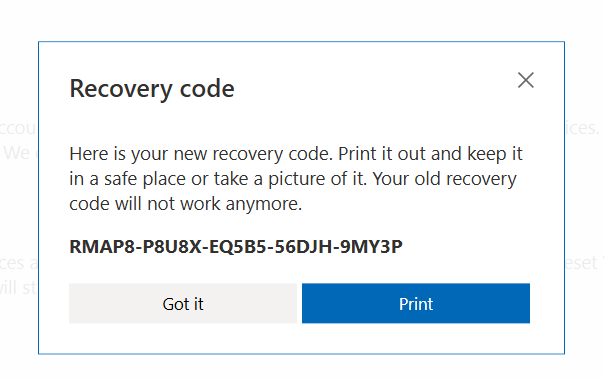 Recovery code
Here is your new recovery code. Print it out and keep it
in a safe place or take a picture of it. Your old recovery
code will not work anymore.
RMAP8-P8U8X-EQ5B5-56DJH-9MY3P
Got it
Print